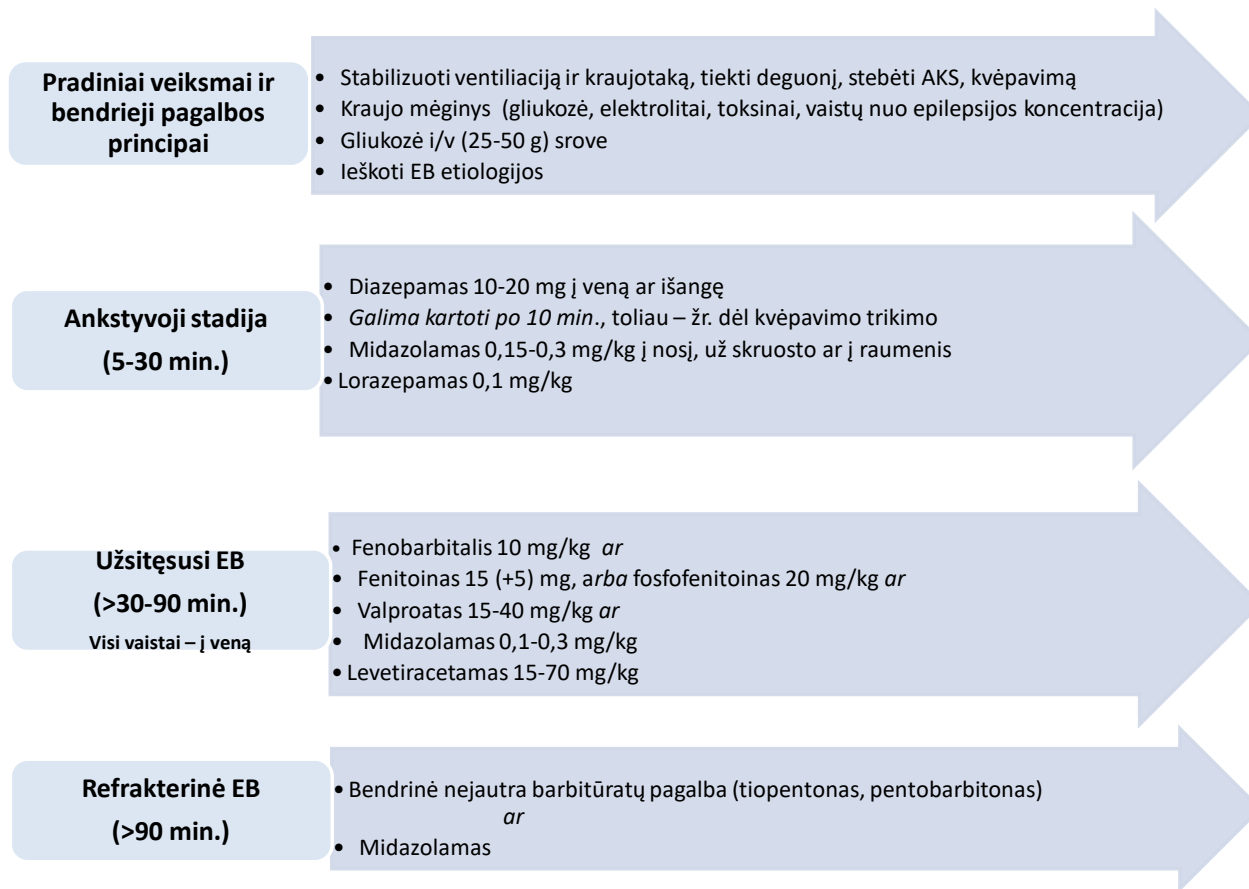 Pradiniai veiksmai ir
bendrieji pagalbos
principai
• Stabilizuoti ventiliaciją ir kraujotaką, tiekti deguonį, stebėti AKS, kvėpavimą
• Kraujo mėginys (gliukozė, elektrolitai, toksinai, vaistų nuo epilepsijos koncentracija)
• Gliukozė i/v (25-50 g) srove
• Ieškoti EB etiologijos
Ankstyvoji stadija
(5-30 min.)
• Diazepamas 10-20 mg į veną ar išangę
• Galima kartoti po 10 min., toliau – žr. dėl kvėpavimo trikimo
• Midazolamas 0,15-0,3 mg/kg į nosį, už skruosto ar į raumenis
• Lorazepamas 0,1 mg/kg
Užsitęsusi EB
(>30-90 min.)
Visi vaistai – į veną
• Fenobarbitalis 10 mg/kg ar
• Fenitoinas 15 (+5) mg, arba fosfofenitoinas 20 mg/kg ar
• Valproatas 15-40 mg/kg ar
• Midazolamas 0,1-0,3 mg/kg
• Levetiracetamas 15-70 mg/kg
Refrakterinė EB
(>90 min.)
• Bendrinė nejautra barbitūratų pagalba (tiopentonas, pentobarbitonas)
ar
• Midazolamas